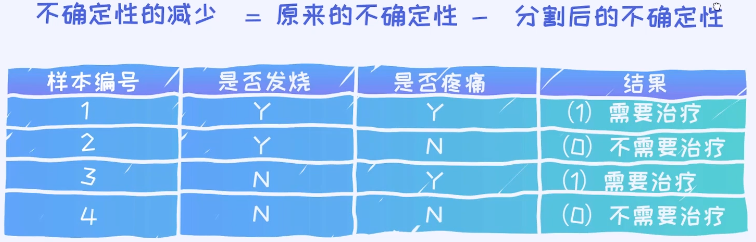 不确定性的减少 = 原来的不确定性 - 分割后的不确定性
样本编号 是否发烧 是否疼痛 结果
1 Y Y (1) 需要治疗
2 Y N (0) 不需要治疗
3 N Y (1) 需要治疗
4 N N (0) 不需要治疗